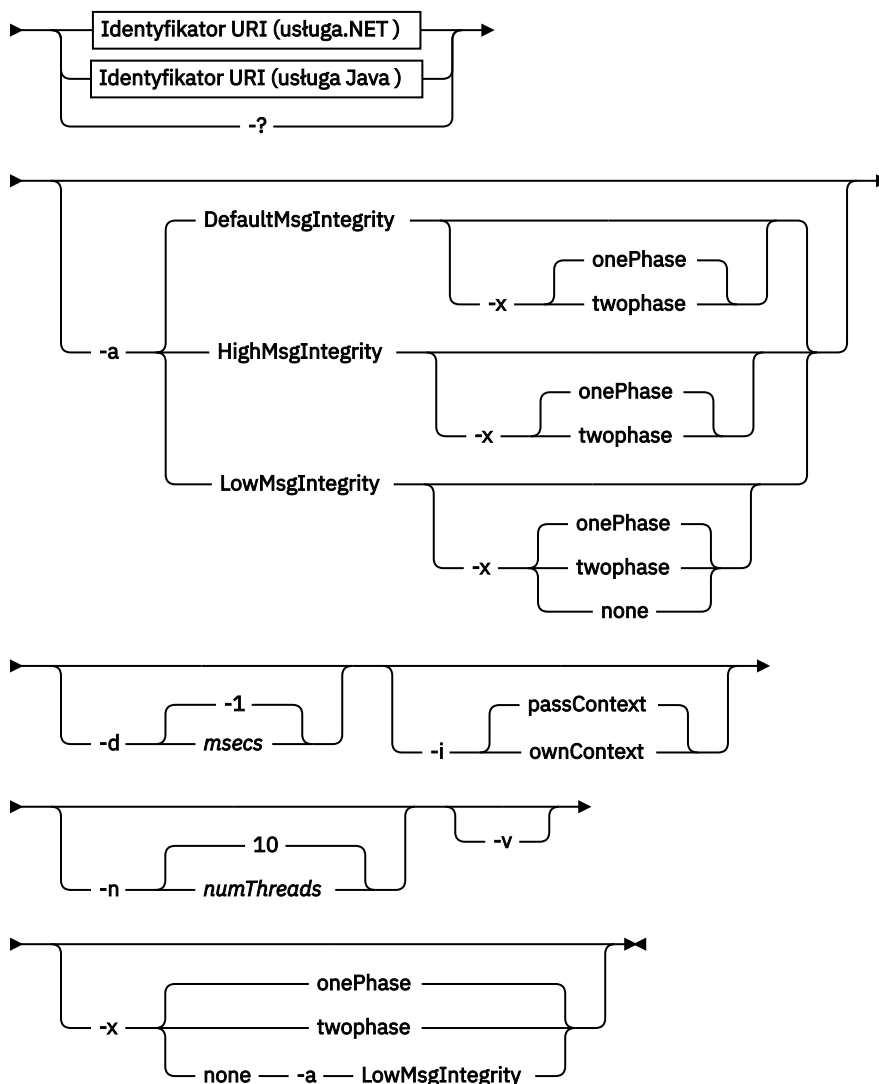 Identyfikator URI (usługa.NET )
Identyfikator URI (usługa Java )
-?
DefaultMsgIntegrity
onePhase
-x twophase
-a HighMsgIntegrity
onePhase
-x twophase
LowMsgIntegrity
onePhase
-x twophase
none
-1 passContext
-d msecs -i ownContext
10 -v
-n numThreads
onePhase
-x twophase
none -a LowMsgIntegrity